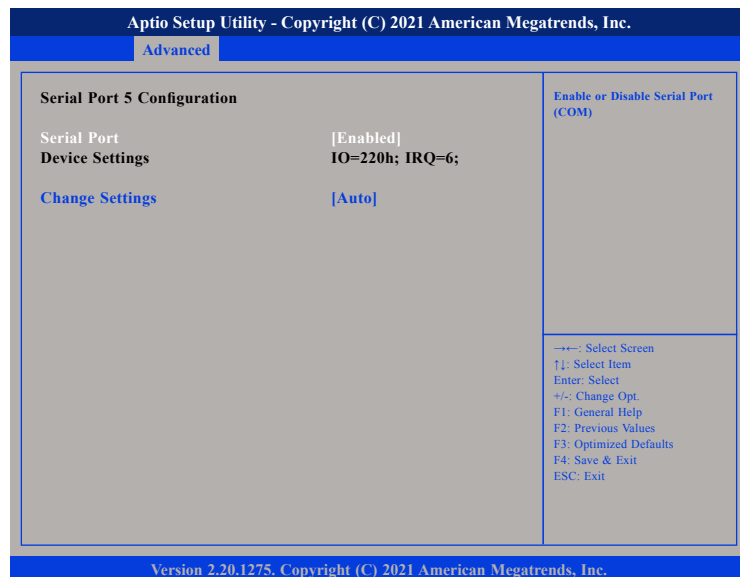 Aptio Setup Utility - Copyright (C) 2021 American Megatrends, Inc.
Advanced
Serial Port 5 Configuration
Serial Port [Enabled]
Device Settings IO=220h; IRQ=6;
Change Settings [Auto]
Enable or Disable Serial Port
(COM)
→←: Select Screen
↑↓: Select Item
Enter: Select
+/-: Change Opt.
F1: General Help
F2: Previous Values
F3: Optimized Defaults
F4: Save & Exit
ESC: Exit
Version 2.20.1275. Copyright (C) 2021 American Megatrends, Inc.